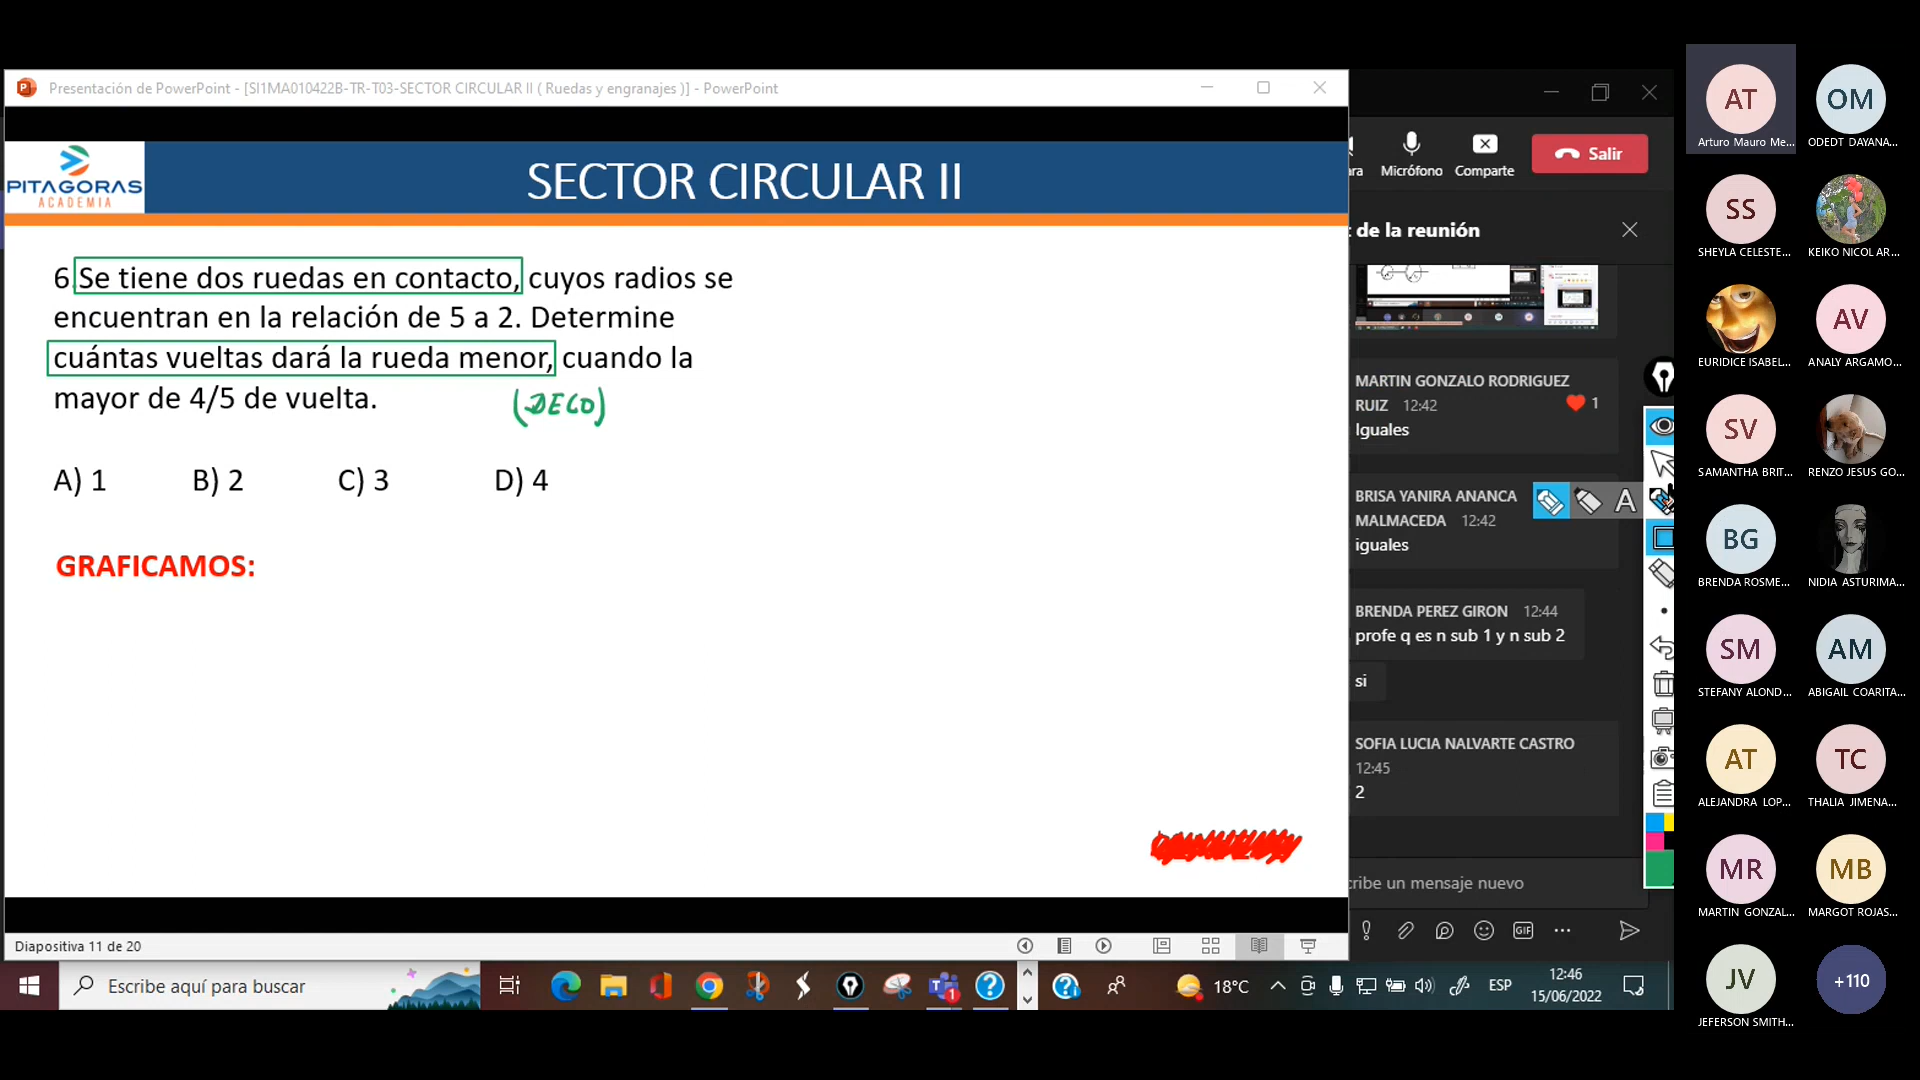 Presentación de PowerPoint - [SI1MA010422B-TR-T03-SECTOR CIRCULAR II ( Ruedas y engranajes )] - PowerPoint
PITAGORAS
ACADEMIA
SECTOR CIRCULAR II
6. Se tiene dos ruedas en contacto, cuyos radios se
encuentran en la relación de 5 a 2. Determine
cuántas vueltas dará la rueda menor, cuando la
mayor de 4/5 de vuelta.
(DECO)
A) 1 B) 2 C) 3 D) 4
GRAFICAMOS:
Diapositiva 11 de 20
Micrófono
Comparte
Salir
de la reunión
MARTIN GONZALO RODRIGUEZ
RUIZ 12:42
1
Iguales
BRISA YANIRA ANANCA
MALMACEDA 12:42
iguales
A
BRENDA PEREZ GIRON 12:44
profe q es n sub 1 y n sub 2
si
SOFIA LUCIA NALVARTE CASTRO
12:45
2
cribe un mensaje nuevo
GIF
Escribe aquí para buscar
1
18°C
ESP
12:46
15/06/2022
AT
Arturo Mauro Me...
OM
ODEDT DAYANA...
SS
SHEYLA CELESTE...
KEIKO NICOL AR...
EURIDICE ISABEL...
AV
ANALY ARGAMO...
SV
SAMANTHA BRIT...
RENZO JESUS GO...
BG
BRENDA ROSME...
NIDIA ASTURIMA...
SM
STEFANY ALOND...
AM
ABIGAIL COARITA...
AT
ALEJANDRA LOP...
TC
THALIA JIMENA...
MR
MARTIN GONZAL...
MB
MARGOT ROJAS...
JV
JEFERSON SMITH...
+110